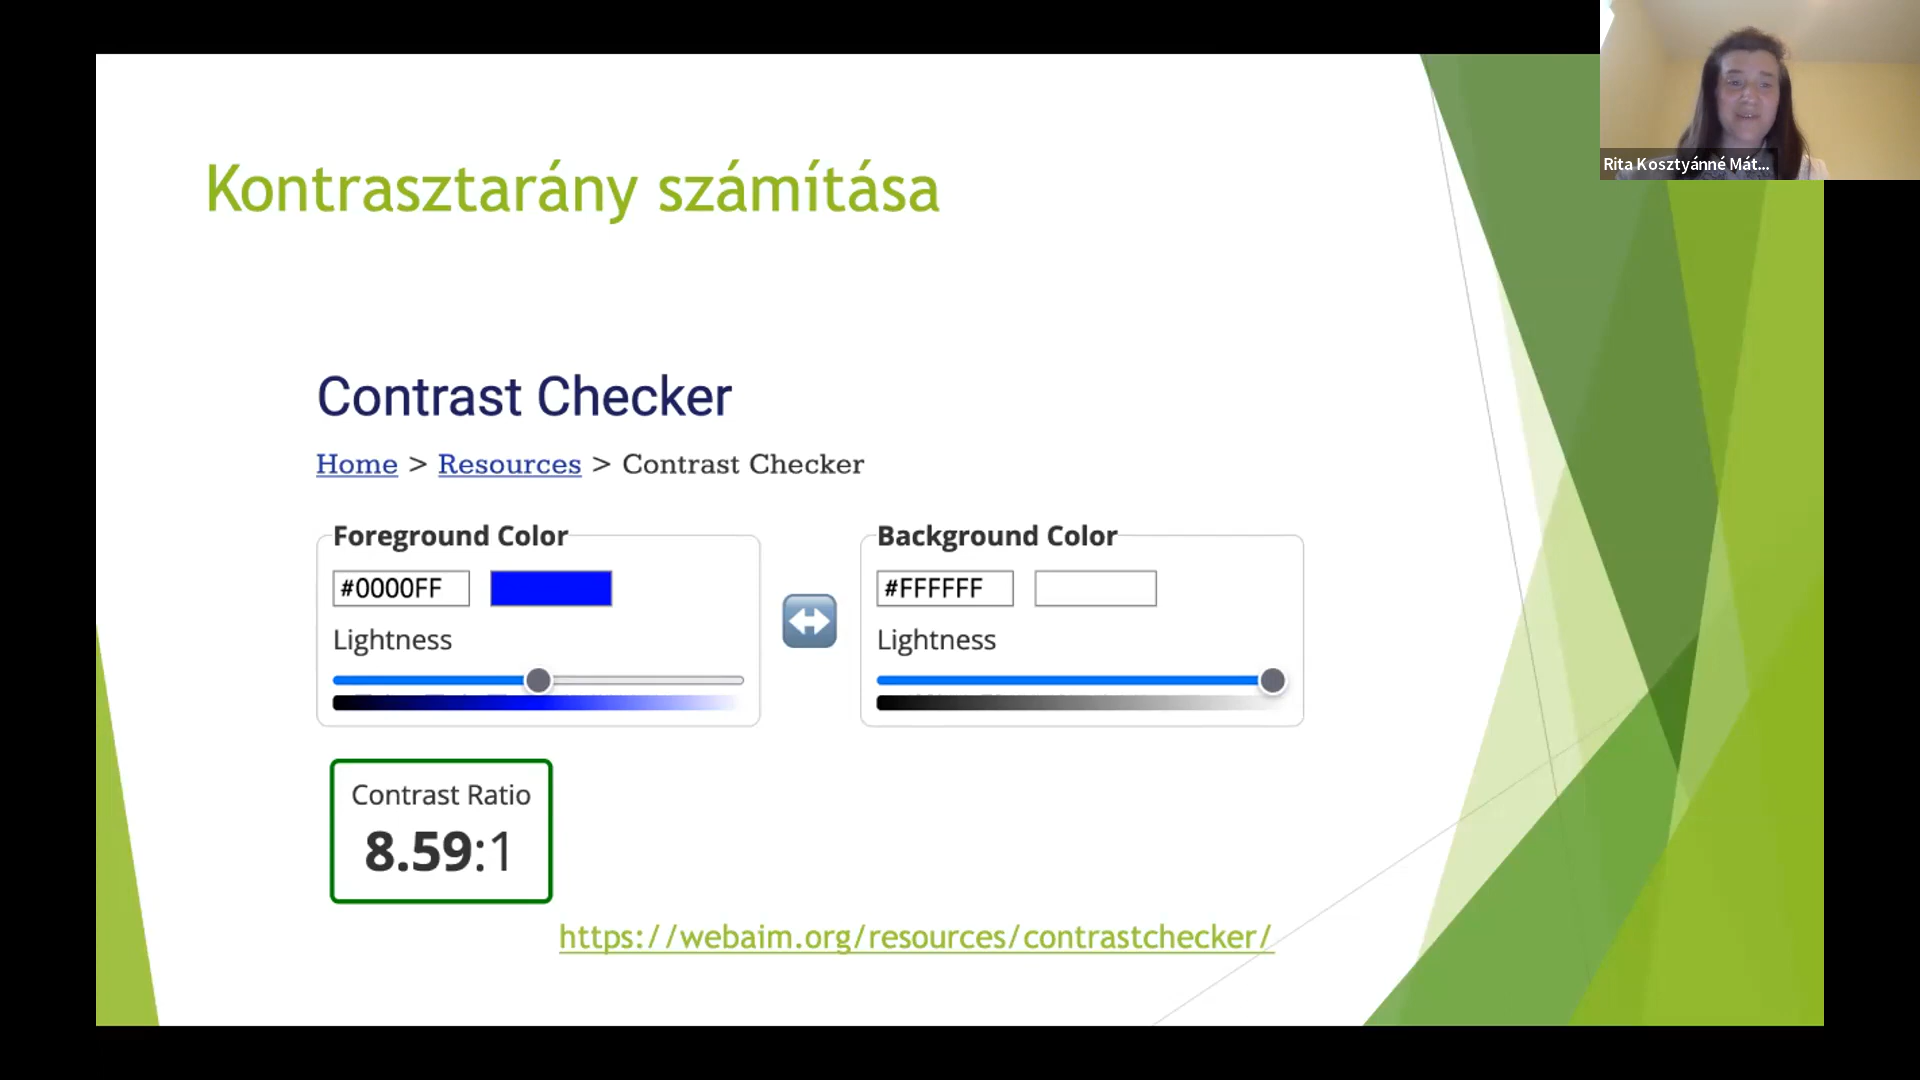 Rita Kosztyánné Mát...
Kontrasztarány számítása
Contrast Checker
Home > Resources > Contrast Checker
Foreground Color
#0000FF
Lightness
Background Color
#FFFFFF
Lightness
Contrast Ratio
8.59:1
https://webaim.org/resources/contrastchecker/